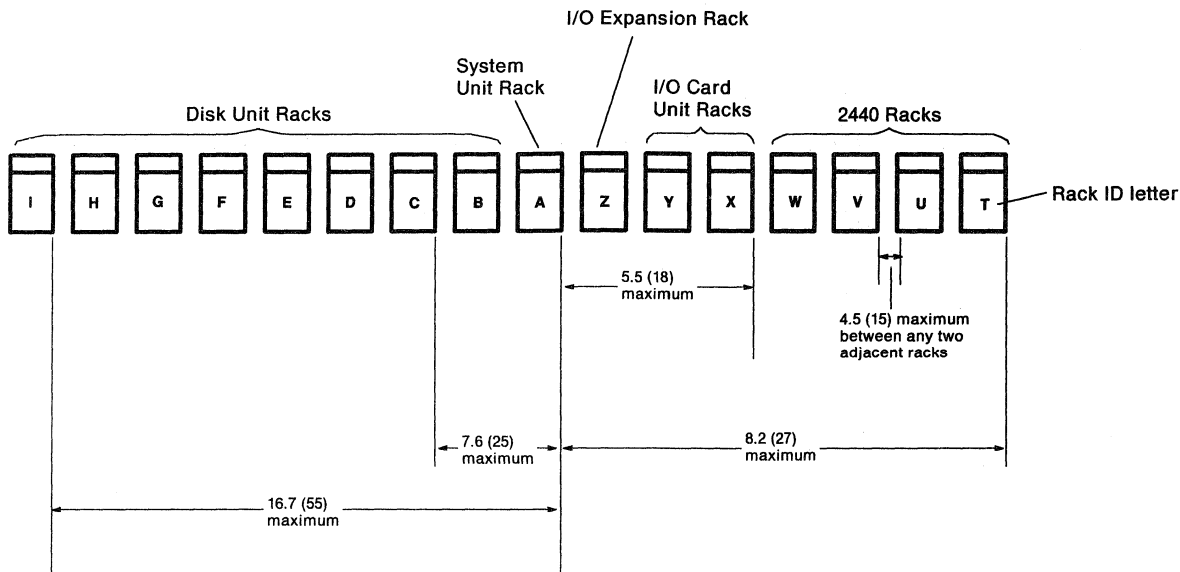 I/O Expansion Rack
System
Unit Rack
I/O Card
Unit Racks
Disk Unit Racks
2440 Racks
I H G F E D C B A Z Y X W V U T
Rack ID letter
5.5 (18)
maximum
4.5 (15) maximum
between any two
adjacent racks
7.6 (25)
maximum
8.2 (27)
maximum
16.7 (55)
maximum